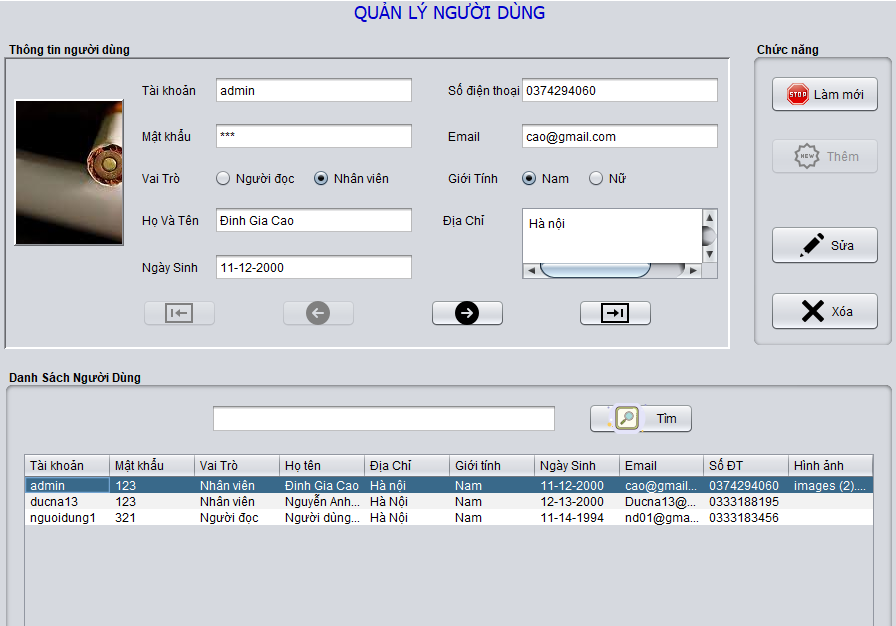 QUẢN LÝ NGƯỜI DÙNG
Thông tin người dùng
Chức năng
Tài khoản admin Số điện thoại 0374294060
STOP Làm mới
Mật khẩu *** Email cao@gmail.com
NEW Thêm
Vai Trò Người đọc Nhân viên Giới Tính Nam Nữ
Họ Và Tên Đinh Gia Cao Địa Chỉ Hà nội
Sửa
Ngày Sinh 11-12-2000
Xóa
Danh Sách Người Dùng
Tìm
Tài khoản Mật khẩu Vai Trò Họ tên Địa Chỉ Giới tính Ngày Sinh Email Số ĐT Hình ảnh
admin 123 Nhân viên Đinh Gia Cao Hà nội Nam 11-12-2000 cao@gmail... 0374294060 images (2)....
ducna13 123 Nhân viên Nguyễn Anh... Hà Nội Nam 12-13-2000 Ducna13@... 0333188195
nguoidung1 321 Người đọc Người dùng... Hà Nội Nam 11-14-1994 nd01@gma... 0333183456